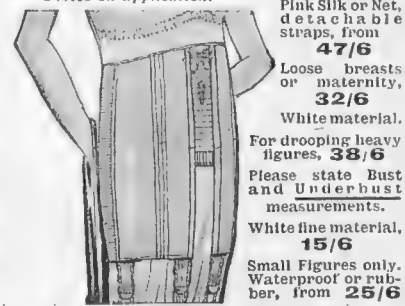 Pink Silk or Net,
detachable
straps, from
47/6
Loose breasts
or maternity,
32/6
White material.
For drooping heavy
figures, 38/6
Please state Bust
and Underbust
measurements.
White fine material,
15/6
Small Figures only.
Waterproof or rub-
ber, from 25/6